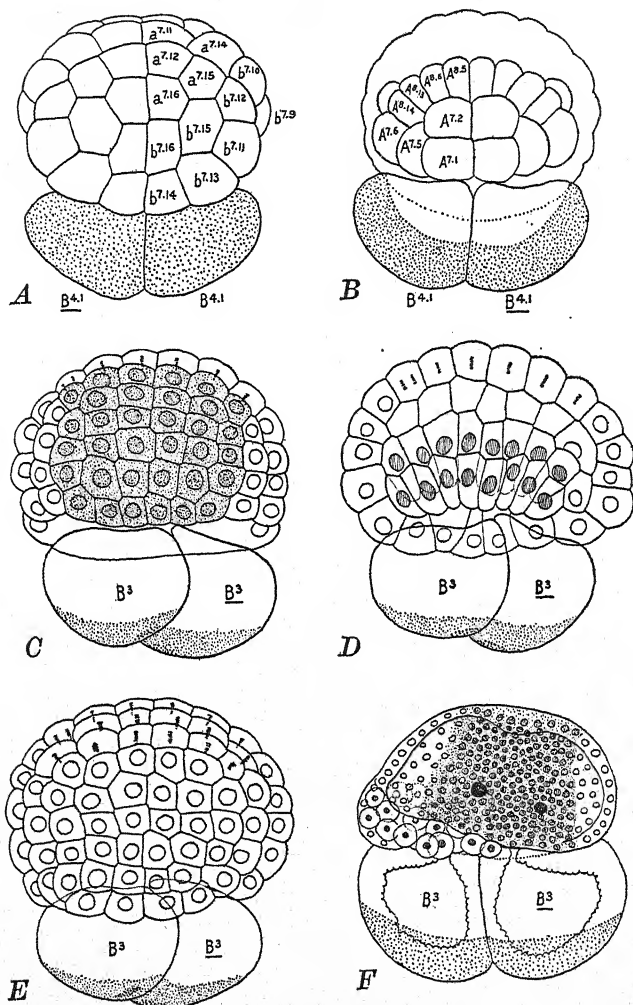 a7.11
a7.14
a7.12
a7.15
b7.10
a7.16
b7.12
b7.9
b7.15
b7.16
b7.11
b7.13
b7.14
A
B4.1
B4.1
A8.6
A8.5
A8.13
A8.14
A7.6
A7.2
A7.5
A7.1
B
B4.1
B4.1
B3
B3
C
B3
B3
D
B3
B3
E
B3
B3
F